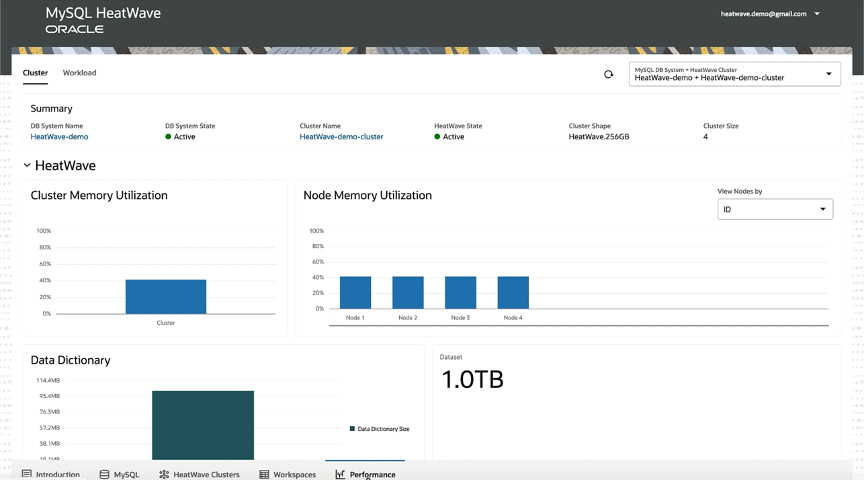 MySQL HeatWave
ORACLE
heatwave.demo@gmail.com
Cluster
Workload
MySQL DB System + HeatWave Cluster
HeatWave-demo + HeatWave-demo-cluster
Summary
DB System Name
DB System State
Cluster Name
HeatWave State
Cluster Shape
Cluster Size
HeatWave-demo
Active
HeatWave-demo-cluster
Active
HeatWave.256GB
4
HeatWave
Cluster Memory Utilization
100%
80%
60%
40%
20%
0%
Cluster
Node Memory Utilization
View Nodes by
ID
100%
80%
60%
40%
20%
0%
Node 1
Node 2
Node 3
Node 4
Data Dictionary
114.4MB
95.4MB
76.3MB
57.2MB
38.1MB
19.1MB
Data Dictionary Size
Dataset
1.0TB
Introduction
MySQL
HeatWave Clusters
Workspaces
Performance